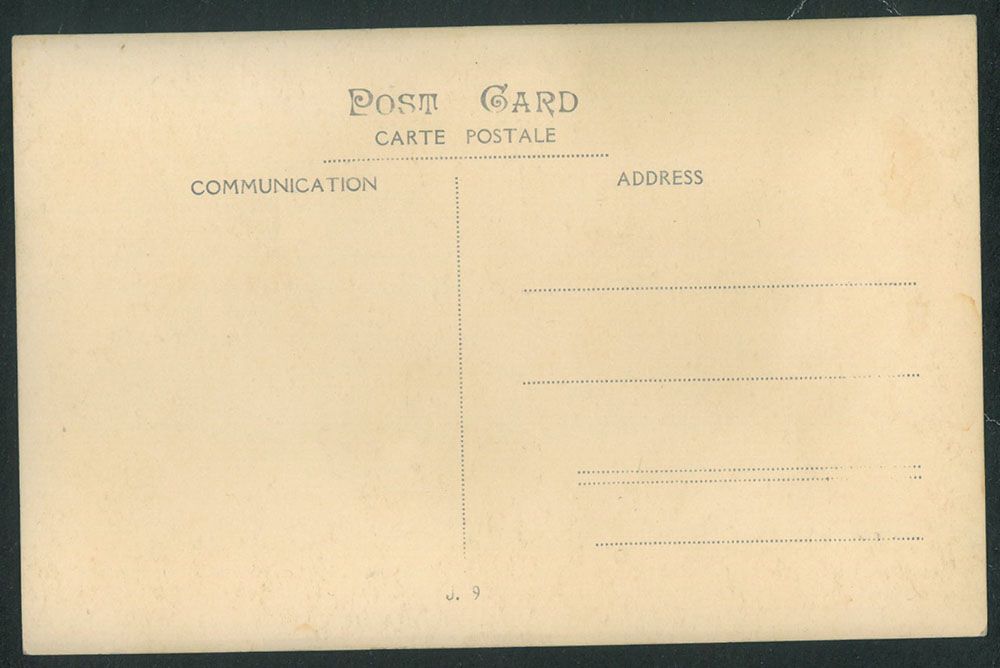 POST CARD
CARTE POSTALE
COMMUNICATION
ADDRESS
J. 9